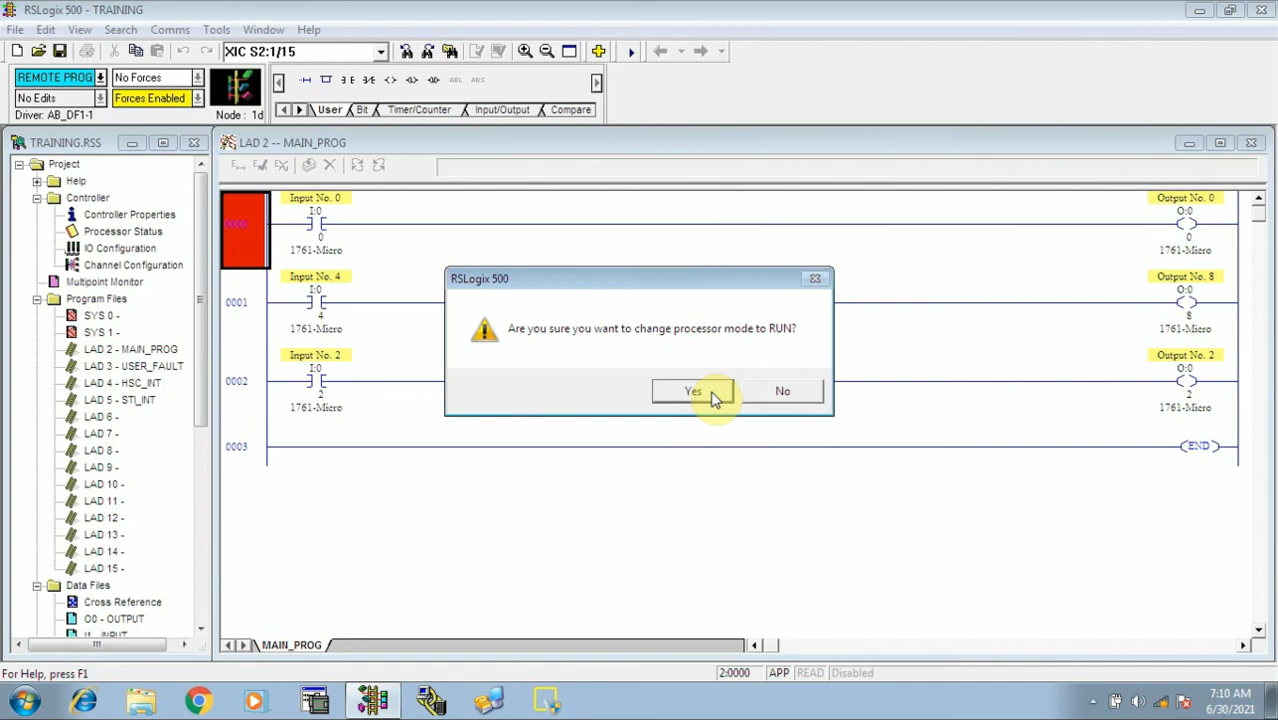 RSLogix 500 - TRAINING
File Edit View Search Comms Tools Window Help
XIC S2:1/15
REMOTE PROG No Forces
No Edits Forces Enabled
Driver: AB_DF1-1 Node : 1d
User Bit Timer/Counter Input/Output Compare
TRAINING.RSS
Project
Help
Controller
Controller Properties
Processor Status
IO Configuration
Channel Configuration
Multipoint Monitor
Program Files
SYS 0 -
SYS 1 -
LAD 2 - MAIN_PROG
LAD 3 - USER_FAULT
LAD 4 - HSC_INT
LAD 5 - STI_INT
LAD 6 -
LAD 7 -
LAD 8 -
LAD 9 -
LAD 10 -
LAD 11 -
LAD 12 -
LAD 13 -
LAD 14 -
LAD 15 -
Data Files
Cross Reference
O0 - OUTPUT
I1 - INPUT
LAD 2 -- MAIN_PROG
Input No. 0 Output No. 0
I:0 O:0
0 0
1761-Micro 1761-Micro
Input No. 4 Output No. 8
I:0 O:0
0001
4 8
1761-Micro 1761-Micro
Input No. 2 Output No. 2
I:0 O:0
0002
2 2
1761-Micro 1761-Micro
0003 END
RSLogix 500
Are you sure you want to change processor mode to RUN?
Yes No
MAIN_PROG
For Help, press F1 2:0000 APP READ Disabled
7:10 AM
6/30/2021